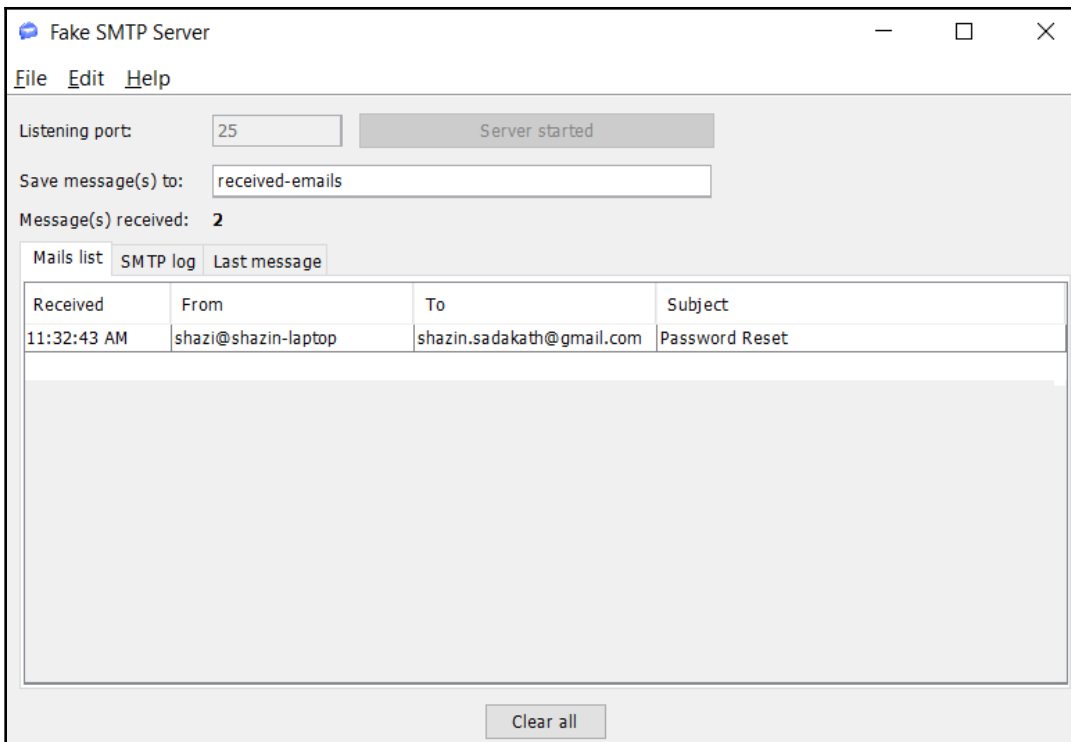 Fake SMTP Server
File Edit Help
Listening port: 25 Server started
Save message(s) to: received-emails
Message(s) received: 2
Mails list SMTP log Last message
Received From To Subject
11:32:43 AM shazi@shazin-laptop shazin.sadakath@gmail.com Password Reset
Clear all